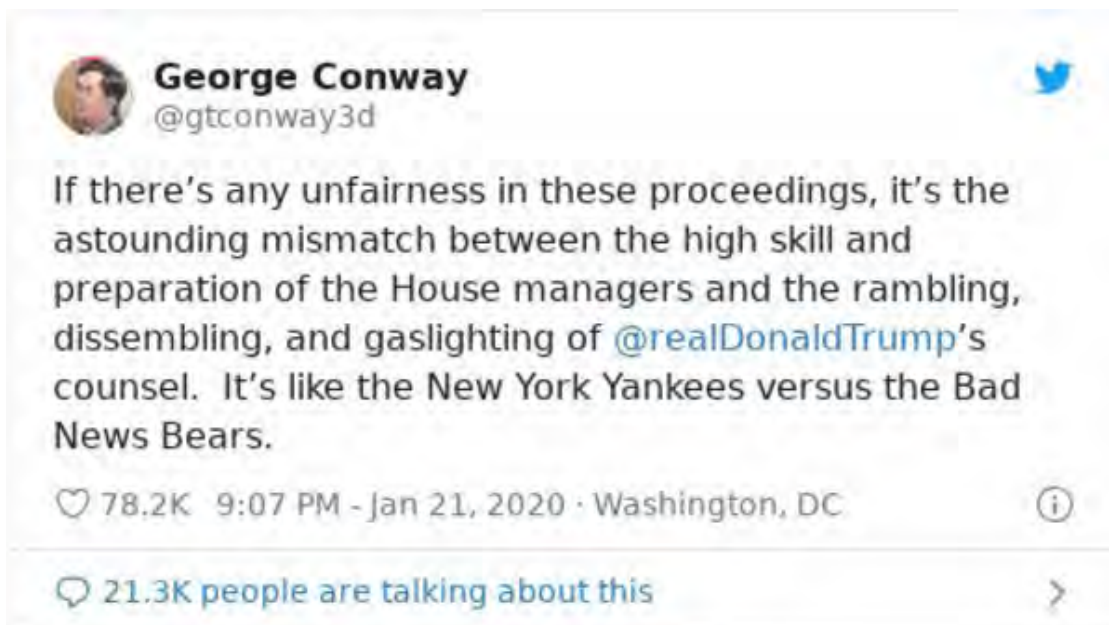 George Conway
@gtconway3d
If there’s any unfairness in these proceedings, it’s the
astounding mismatch between the high skill and
preparation of the House managers and the rambling,
dissembling, and gaslighting of @realDonaldTrump’s
counsel.  It’s like the New York Yankees versus the Bad
News Bears.
78.2K 9:07 PM - Jan 21, 2020 · Washington, DC
21.3K people are talking about this